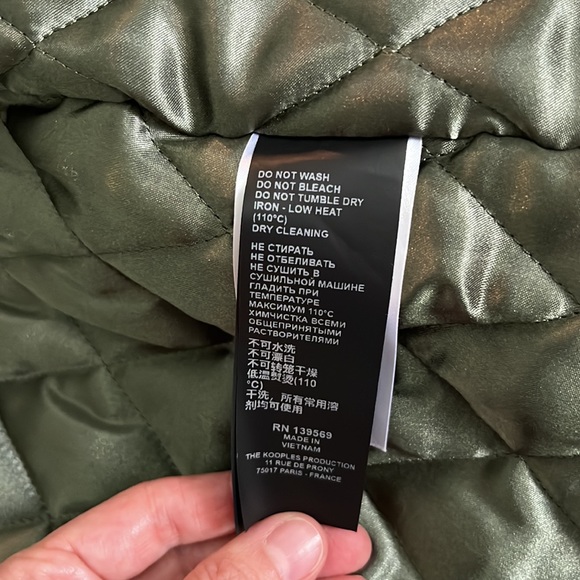 DO NOT WASH
DO NOT BLEACH
DO NOT TUMBLE DRY
IRON - LOW HEAT
(110°C)
DRY CLEANING
НЕ СТИРАТЬ
НЕ ОТБЕЛИВАТЬ
НЕ СУШИТЬ В
СУШИЛЬНОЙ МАШИНЕ
ГЛАДИТЬ ПРИ
ТЕМПЕРАТУРЕ
МАКСИМУМ 110°C
ХИМЧИСТКА ВСЕМИ
ОБЩЕПРИНЯТЫМИ
РАСТВОРИТЕЛЯМИ
不可水洗
不可漂白
不可转笼干燥
低温熨烫(110
°C)
干洗，所有常用溶
剂均可使用
RN 139569
MADE IN
VIETNAM
THE KOOPLES PRODUCTION
11 RUE DE PRONY
75017 PARIS - FRANCE